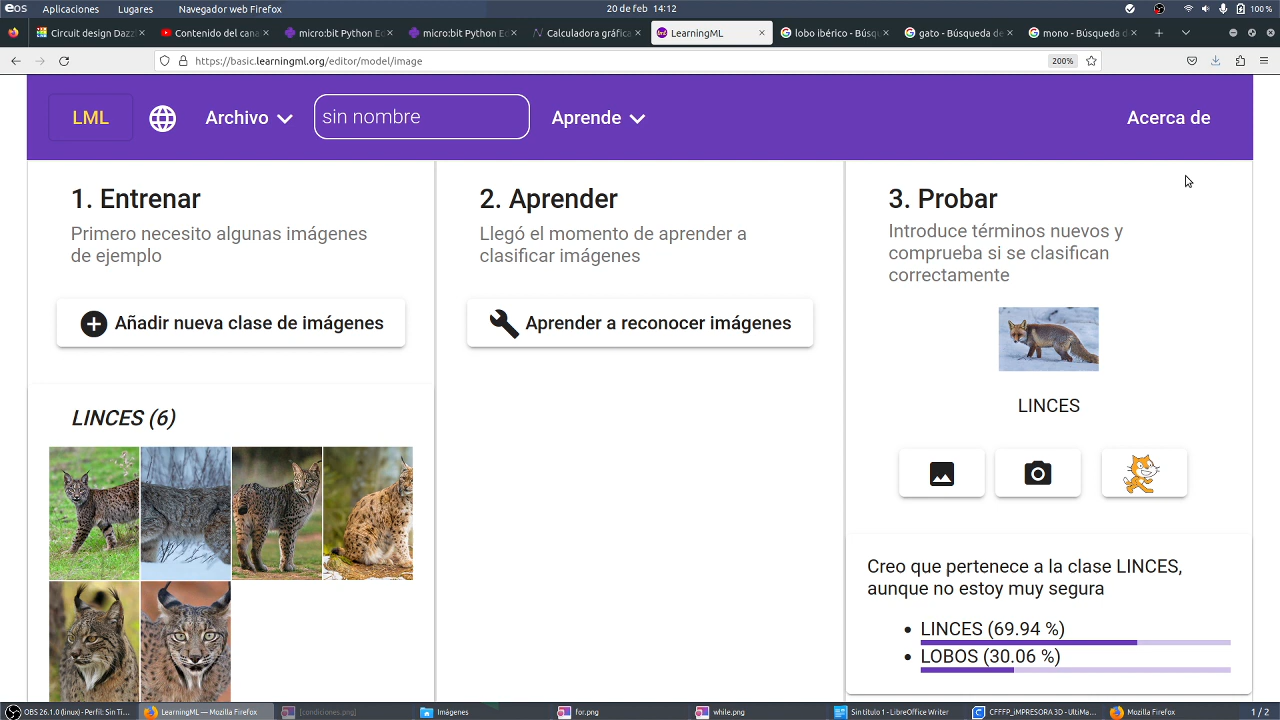 eos Aplicaciones Lugares Navegador web Firefox 20 de feb 14:12 100 %
Circuit design Dazz
Contenido del cana
micro:bit Python Ed
micro:bit Python Ed
Calculadora gráfica
LearningML
lobo ibérico - Búsq
gato - Búsqueda de
mono - Búsqueda d
https://basic.learningml.org/editor/model/image 200%
LML Archivo sin nombre Aprende Acerca de
1. Entrenar
Primero necesito algunas imágenes
de ejemplo
Añadir nueva clase de imágenes
LINCES (6)
2. Aprender
Llegó el momento de aprender a
clasificar imágenes
Aprender a reconocer imágenes
3. Probar
Introduce términos nuevos y
comprueba si se clasifican
correctamente
LINCES
Creo que pertenece a la clase LINCES,
aunque no estoy muy segura
LINCES (69.94 %)
LOBOS (30.06 %)
OBS 26.1.0 (linux) - Perfil: Sin Ti...
LearningML — Mozilla Firefox
[condiciones.png]
Imágenes
for.png
while.png
Sin título 1 - LibreOffice Writer
CFFFP_iMPRESORA 3D - UltiMa...
Mozilla Firefox
1 / 2